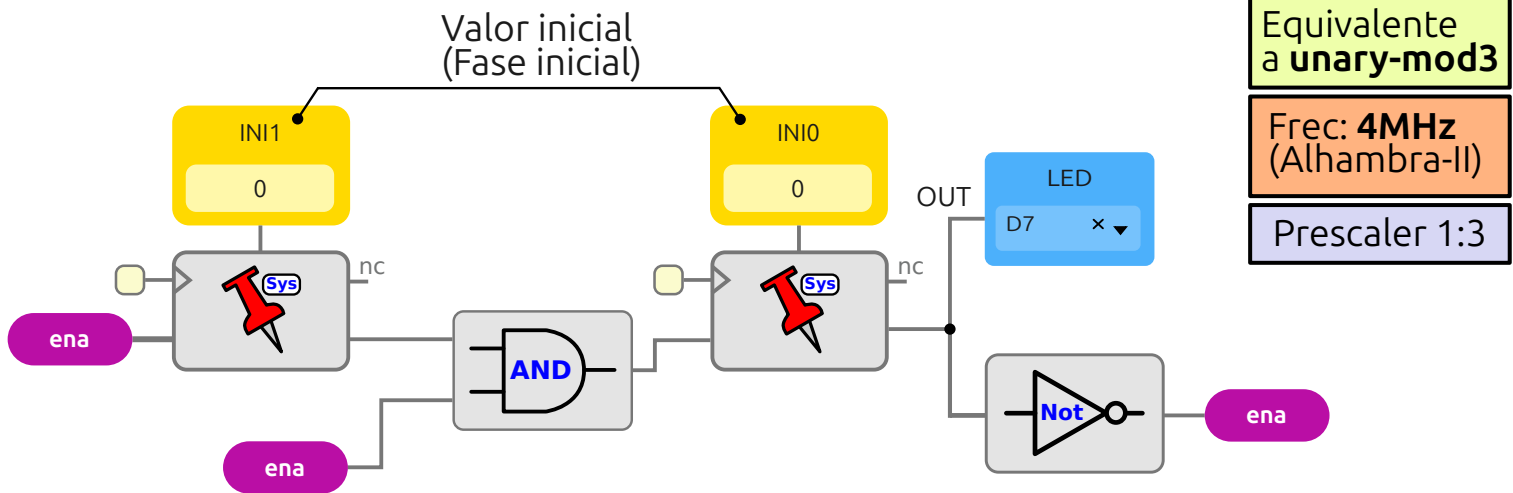 Valor inicial
(Fase inicial)
Equivalente
a unary-mod3
Frec: 4MHz
(Alhambra-II)
Prescaler 1:3
INI1
0
INI0
0
LED
D7
OUT
nc
Sys
nc
Sys
ena
AND
ena
Not
ena